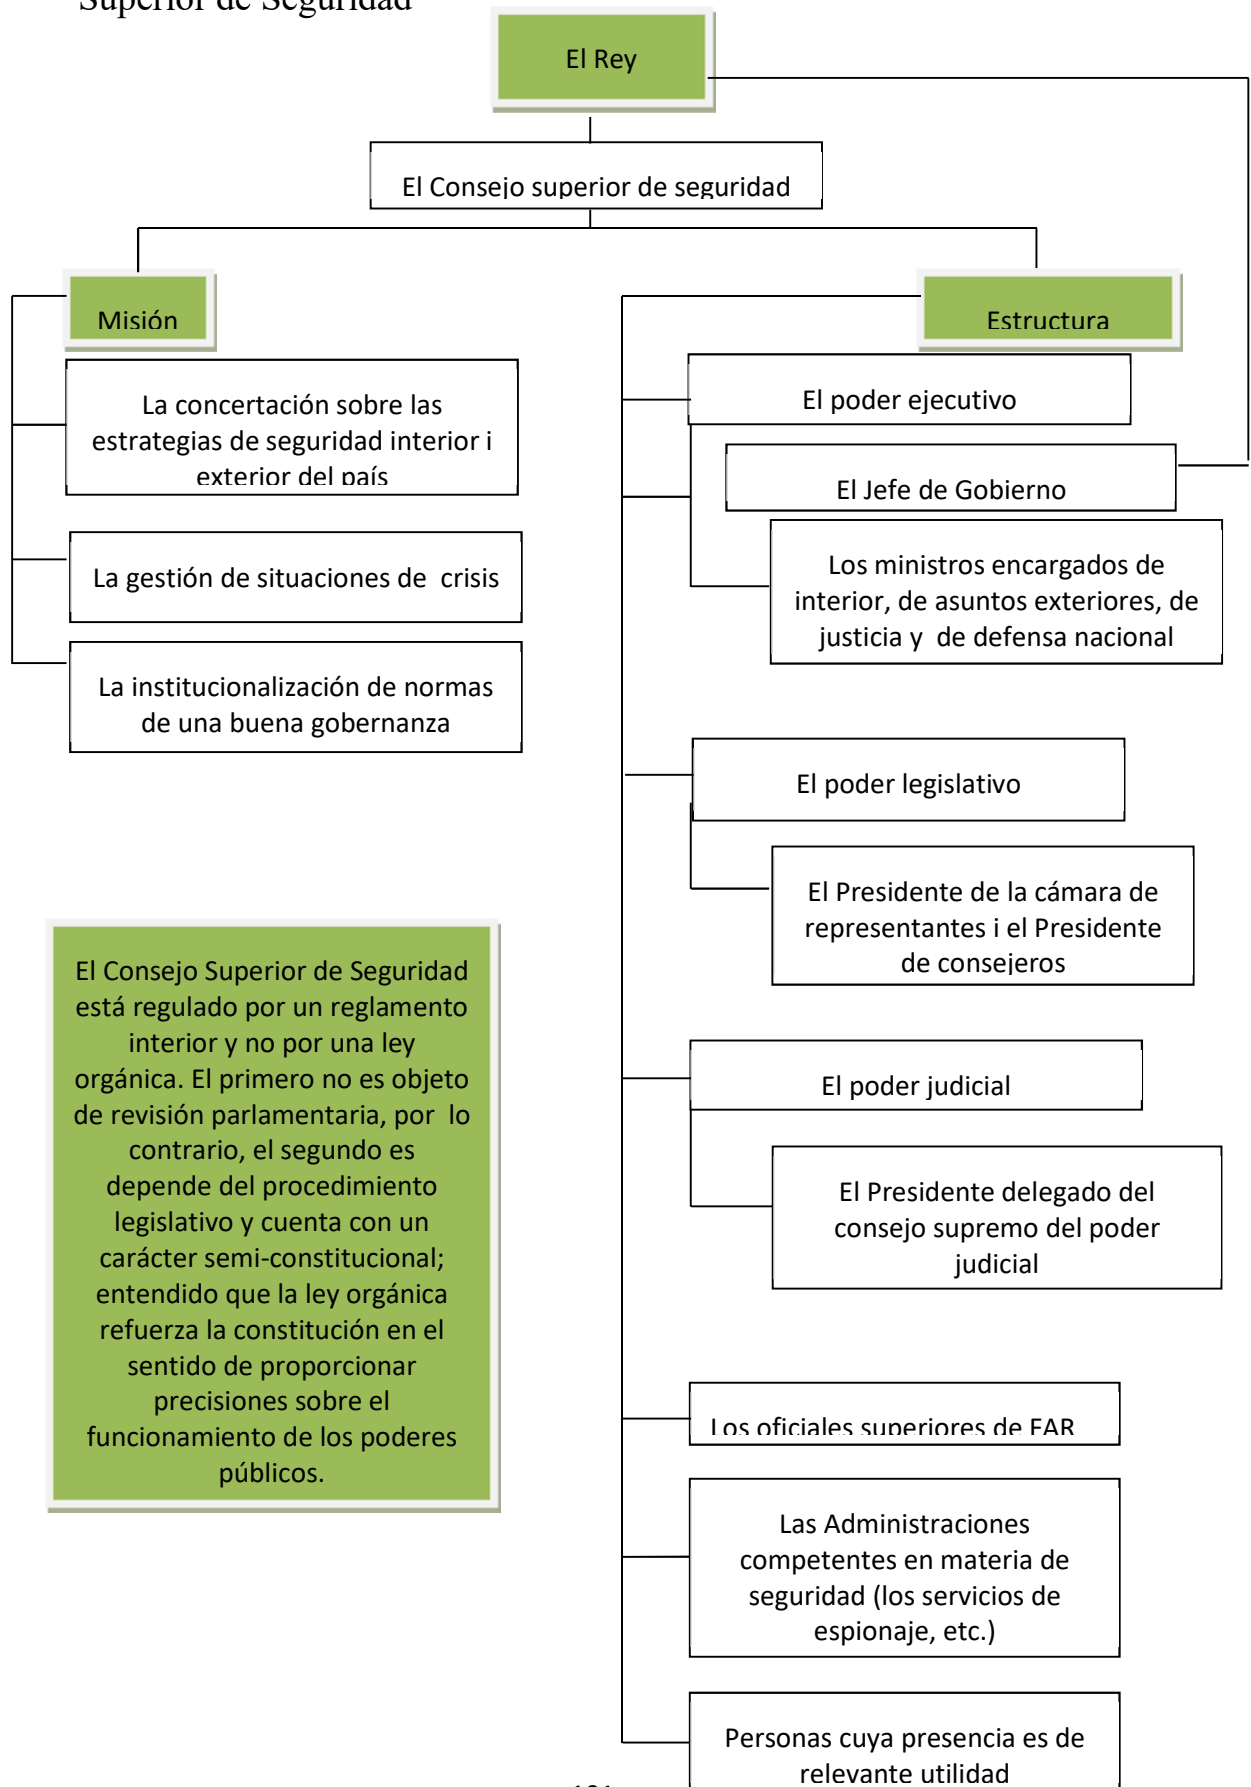 Superior de Seguridad
El Rey
El Consejo superior de seguridad
Misión
La concertación sobre las
estrategias de seguridad interior i
exterior del país
La gestión de situaciones de crisis
La institucionalización de normas
de una buena gobernanza
Estructura
El poder ejecutivo
El Jefe de Gobierno
Los ministros encargados de
interior, de asuntos exteriores, de
justicia y de defensa nacional
El poder legislativo
El Presidente de la cámara de
representantes i el Presidente
de consejeros
El poder judicial
El Presidente delegado del
consejo supremo del poder
judicial
Los oficiales superiores de FAR
Las Administraciones
competentes en materia de
seguridad (los servicios de
espionaje, etc.)
Personas cuya presencia es de
relevante utilidad
El Consejo Superior de Seguridad
está regulado por un reglamento
interior y no por una ley
orgánica. El primero no es objeto
de revisión parlamentaria, por lo
contrario, el segundo es
depende del procedimiento
legislativo y cuenta con un
carácter semi-constitucional;
entendido que la ley orgánica
refuerza la constitución en el
sentido de proporcionar
precisiones sobre el
funcionamiento de los poderes
públicos.